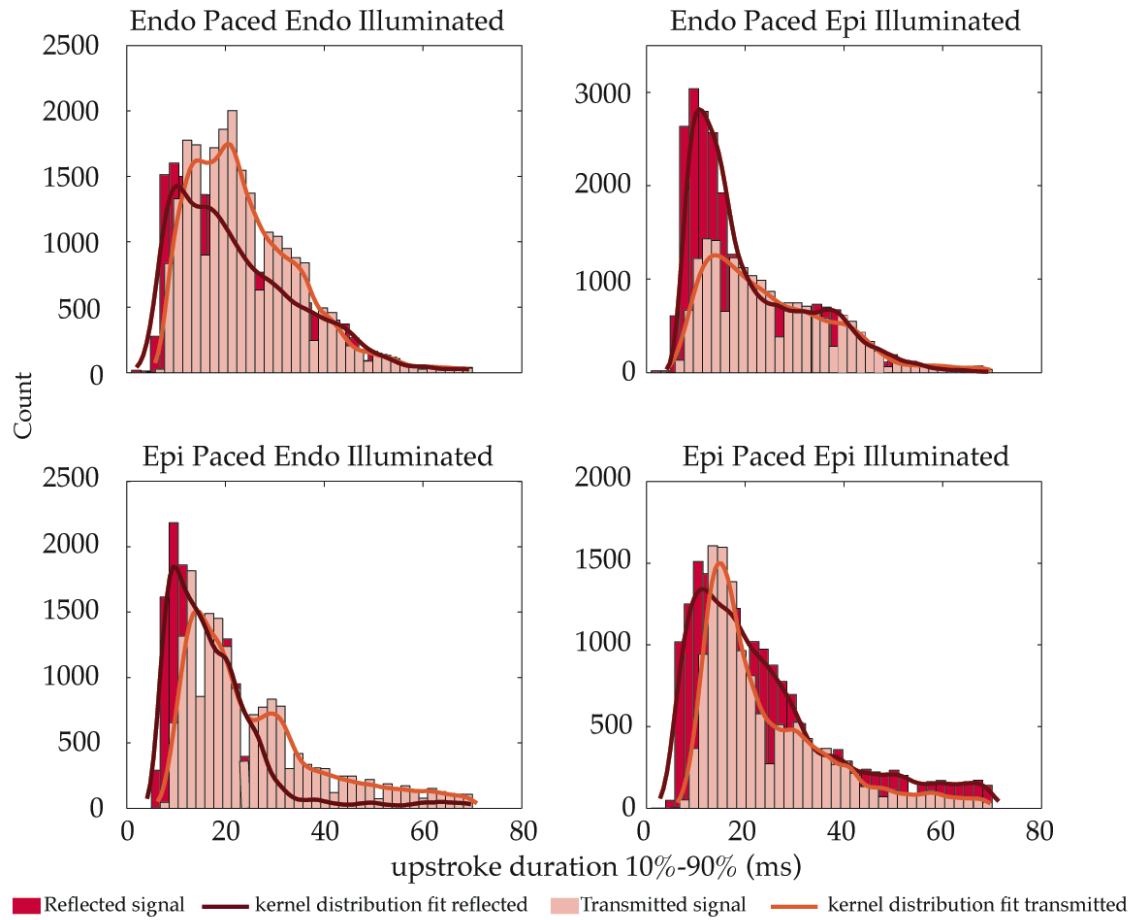 Endo Paced Endo Illuminated
Endo Paced Epi Illuminated
2500
2000
1500
1000
500
0
3000
2000
1000
0
Count
Epi Paced Endo Illuminated
Epi Paced Epi Illuminated
2500
2000
1500
1000
500
0
2000
1500
1000
500
0
0 20 40 60 80
0 20 40 60 80
upstroke duration 10%-90% (ms)
Reflected signal kernel distribution fit reflected Transmitted signal kernel distribution fit transmitted